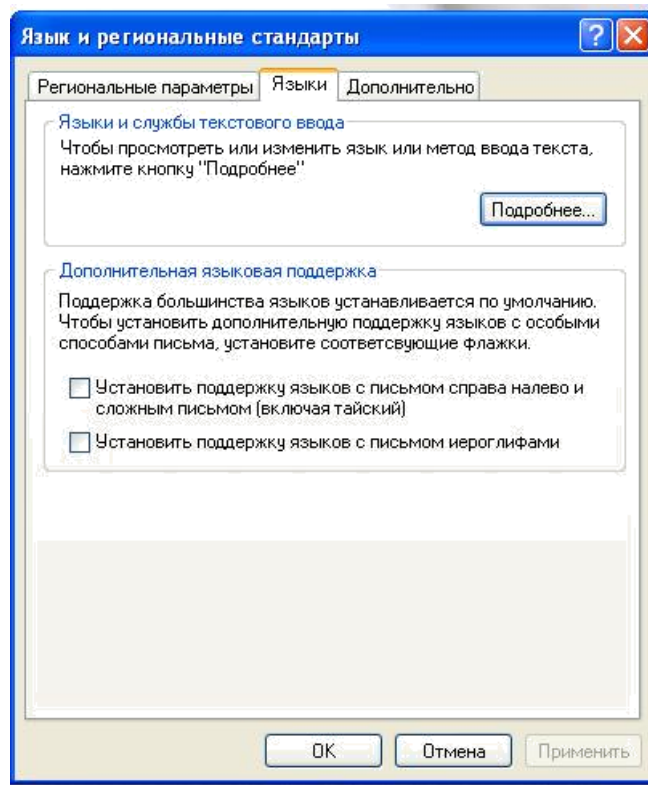 Язык и региональные стандарты
Региональные параметры Языки Дополнительно
Языки и службы текстового ввода
Чтобы просмотреть или изменить язык или метод ввода текста,
нажмите кнопку "Подробнее"
Подробнее...
Дополнительная языковая поддержка
Поддержка большинства языков устанавливается по умолчанию.
Чтобы установить дополнительную поддержку языков с особыми
способами письма, установите соответсвующие флажки.
Установить поддержку языков с письмом справа налево и
сложным письмом (включая тайский)
Установить поддержку языков с письмом иероглифами
OK Отмена Применить